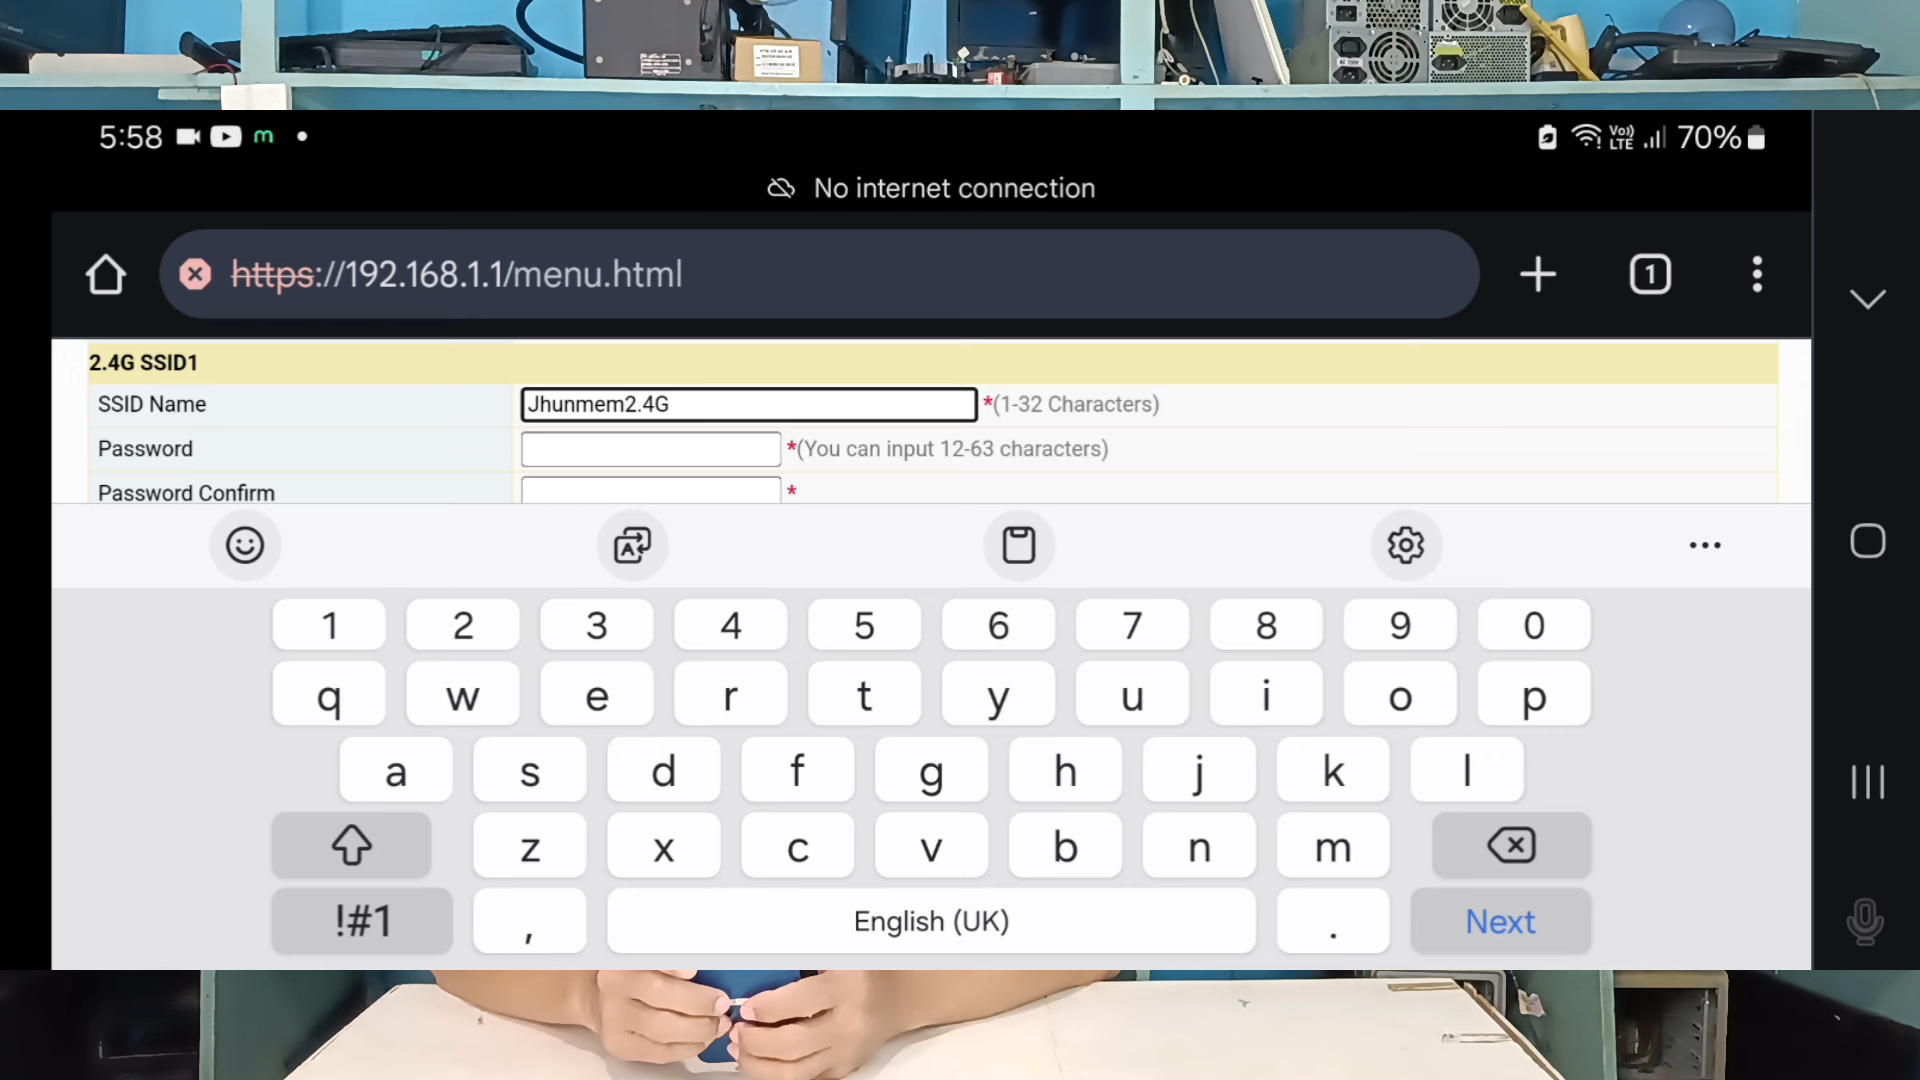 5:58 m 70%
Vo)) LTE
No internet connection
https://192.168.1.1/menu.html 1
2.4G SSID1
SSID Name Jhunmem2.4G *(1-32 Characters)
Password *(You can input 12-63 characters)
Password Confirm *
1 2 3 4 5 6 7 8 9 0
q w e r t y u i o p
a s d f g h j k l
z x c v b n m
!#1 , English (UK) . Next